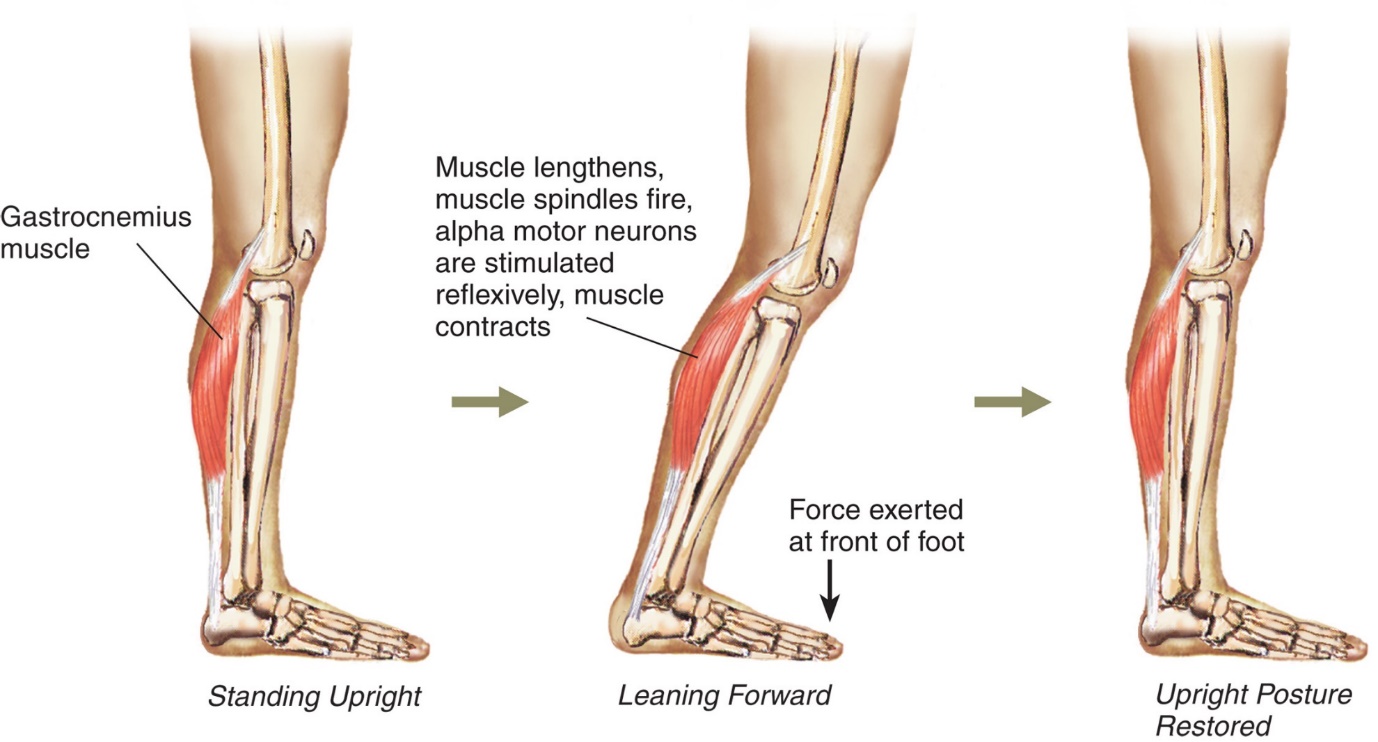 Gastrocnemius
muscle
Muscle lengthens,
muscle spindles fire,
alpha motor neurons
are stimulated
reflexively, muscle
contracts
Force exerted
at front of foot
Standing Upright
Leaning Forward
Upright Posture
Restored